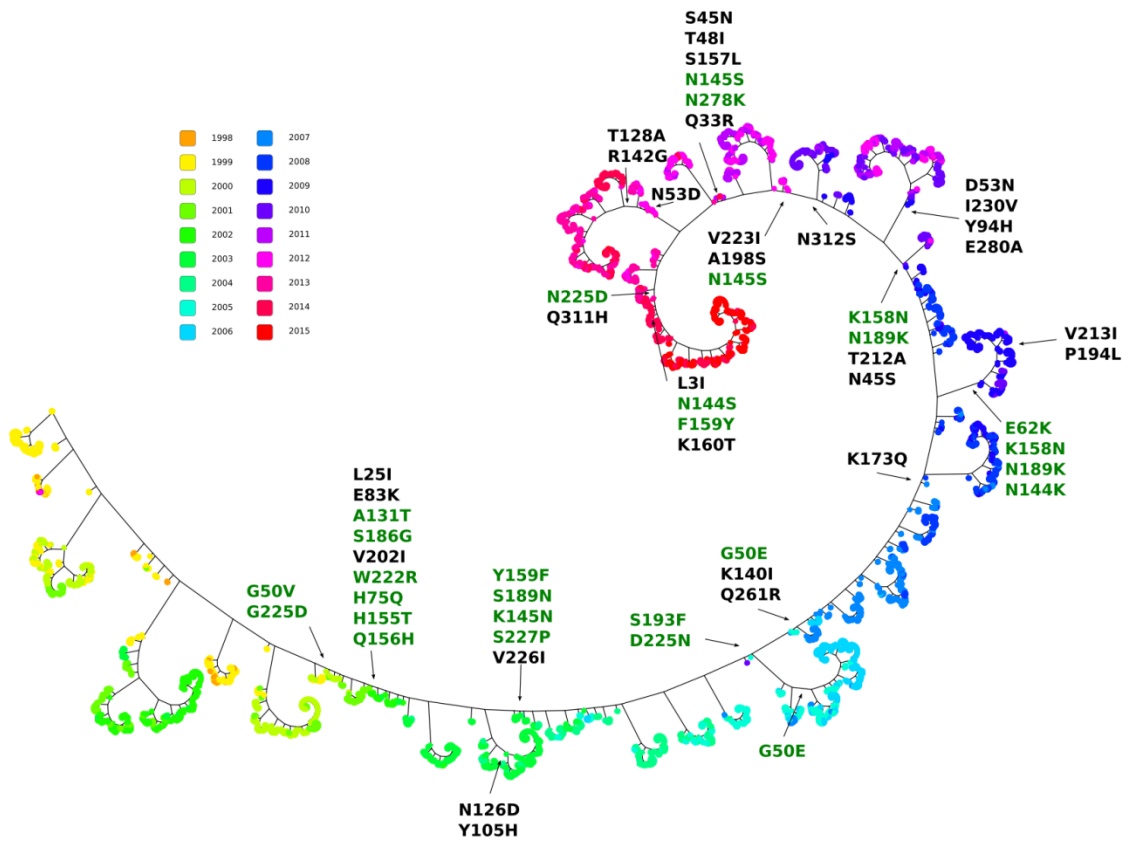 S45N
T48I
S157L
N145S
N278K
Q33R
T128A
R142G
N53D
1998
1999
2000
2001
2002
2003
2004
2005
2006
2007
2008
2009
2010
2011
2012
2013
2014
2015
V223I
A198S
N145S
N312S
D53N
I230V
Y94H
E280A
N225D
Q311H
K158N
N189K
T212A
N45S
V213I
P194L
L3I
N144S
F159Y
K160T
E62K
K158N
N189K
N144K
K173Q
L25I
E83K
A131T
S186G
V202I
W222R
H75Q
H155T
Q156H
G50V
G225D
Y159F
S189N
K145N
S227P
V226I
S193F
D225N
G50E
K140I
Q261R
G50E
N126D
Y105H